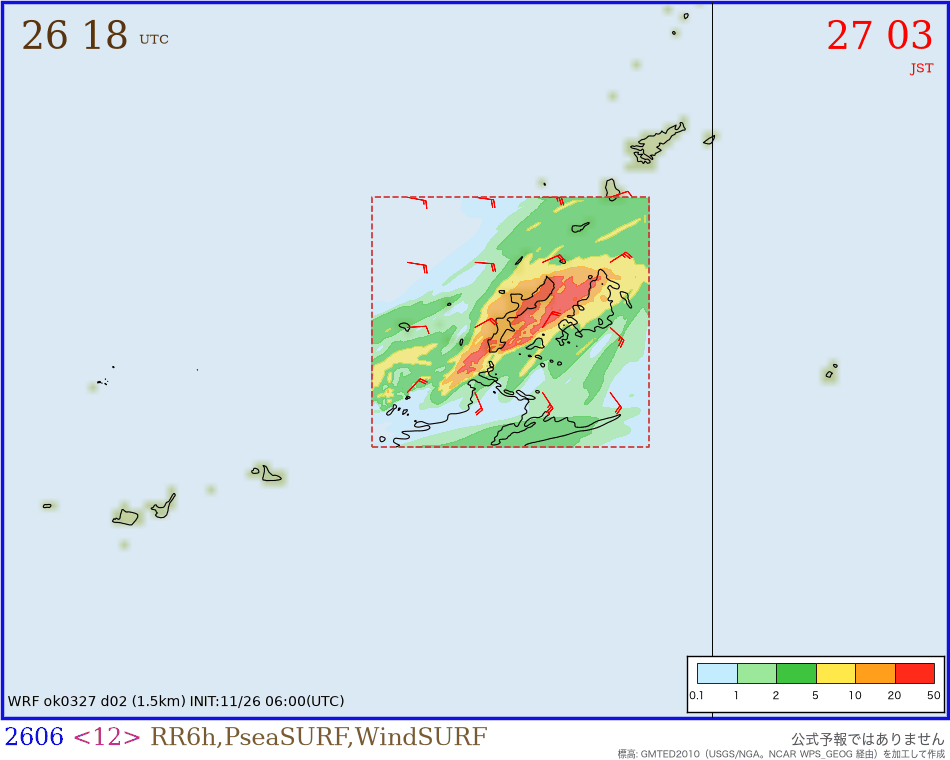 26 18 UTC
27 03
JST
0.1 1 2 5 10 20 50
WRF ok0327 d02 (1.5km) INIT:11/26 06:00(UTC)
2606 <12> RR6h,PseaSURF,WindSURF
公式予報ではありません
標高: GMTED2010（USGS/NGA。NCAR WPS_GEOG 経由）を加工して作成